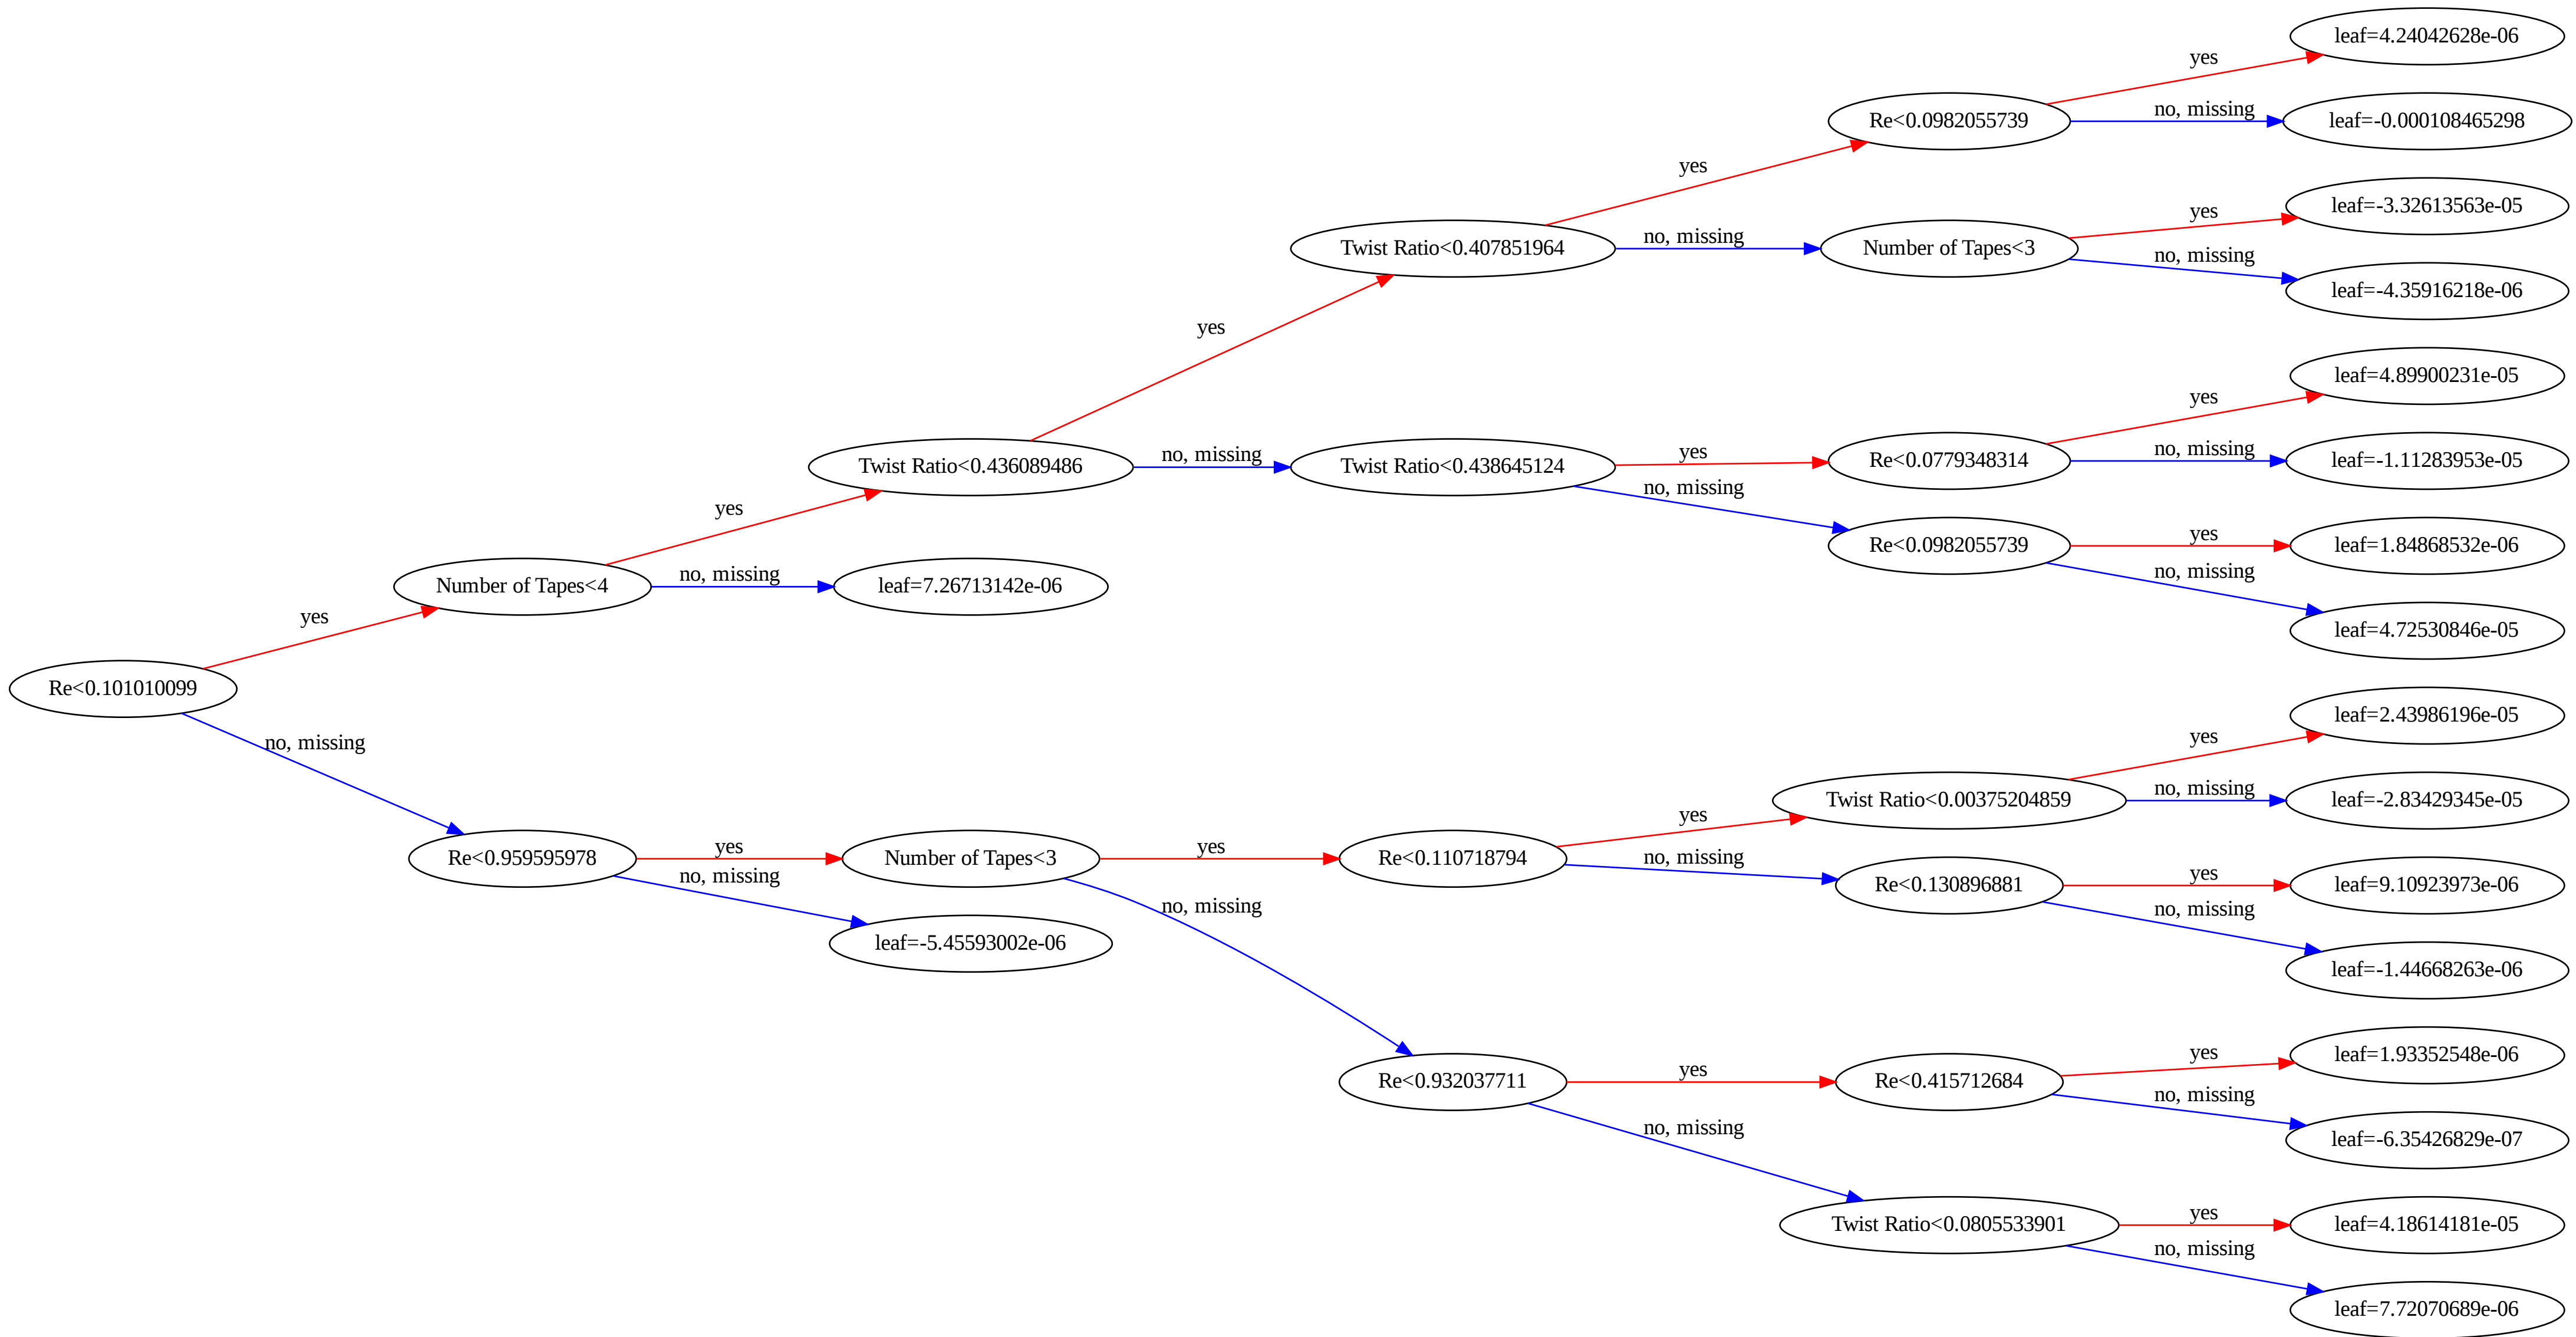 leaf=4.24042628e-06
yes
Re<0.0982055739
no, missing
leaf=-0.000108465298
yes
leaf=-3.32613563e-05
yes
Twist Ratio<0.407851964
no, missing
Number of Tapes<3
no, missing
leaf=-4.35916218e-06
yes
leaf=4.89900231e-05
yes
Twist Ratio<0.436089486
no, missing
Twist Ratio<0.438645124
yes
Re<0.0779348314
no, missing
leaf=-1.11283953e-05
no, missing
yes
Re<0.0982055739
yes
leaf=1.84868532e-06
no, missing
Number of Tapes<4
no, missing
leaf=7.26713142e-06
leaf=4.72530846e-05
yes
Re<0.101010099
no, missing
leaf=2.43986196e-05
yes
Twist Ratio<0.00375204859
no, missing
leaf=-2.83429345e-05
yes
Re<0.959595978
yes
Number of Tapes<3
yes
Re<0.110718794
no, missing
Re<0.130896881
yes
leaf=9.10923973e-06
no, missing
no, missing
no, missing
leaf=-5.45593002e-06
leaf=-1.44668263e-06
yes
leaf=1.93352548e-06
Re<0.932037711
yes
Re<0.415712684
no, missing
leaf=-6.35426829e-07
no, missing
Twist Ratio<0.0805533901
yes
leaf=4.18614181e-05
no, missing
leaf=7.72070689e-06